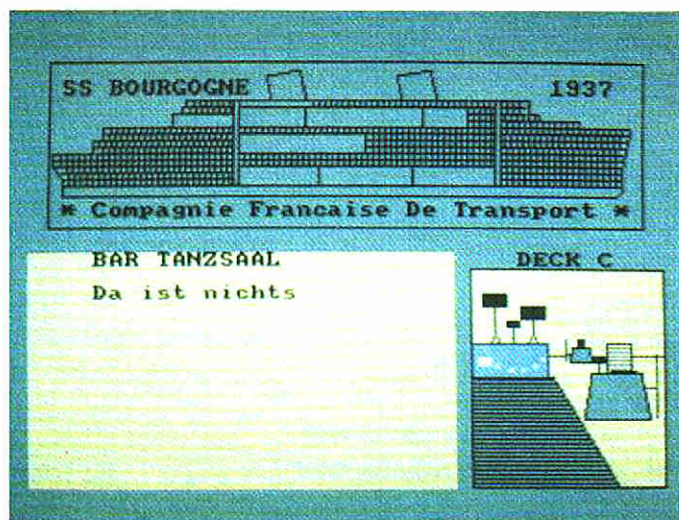 SS BOURGOGNE 1937
* Compagnie Francaise De Transport *
BAR TANZSAAL
Da ist nichts
DECK C